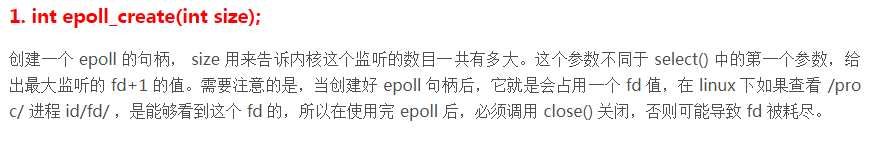 1. int epoll_create(int size);
创建一个 epoll 的句柄， size 用来告诉内核这个监听的数目一共有多大。这个参数不同于 select() 中的第一个参数，给
出最大监听的 fd+1 的值。需要注意的是，当创建好 epoll 句柄后，它就是会占用一个 fd 值，在 linux 下如果查看 /pro
c/ 进程 id/fd/ ，是能够看到这个 fd 的，所以在使用完 epoll 后，必须调用 close() 关闭，否则可能导致 fd 被耗尽。